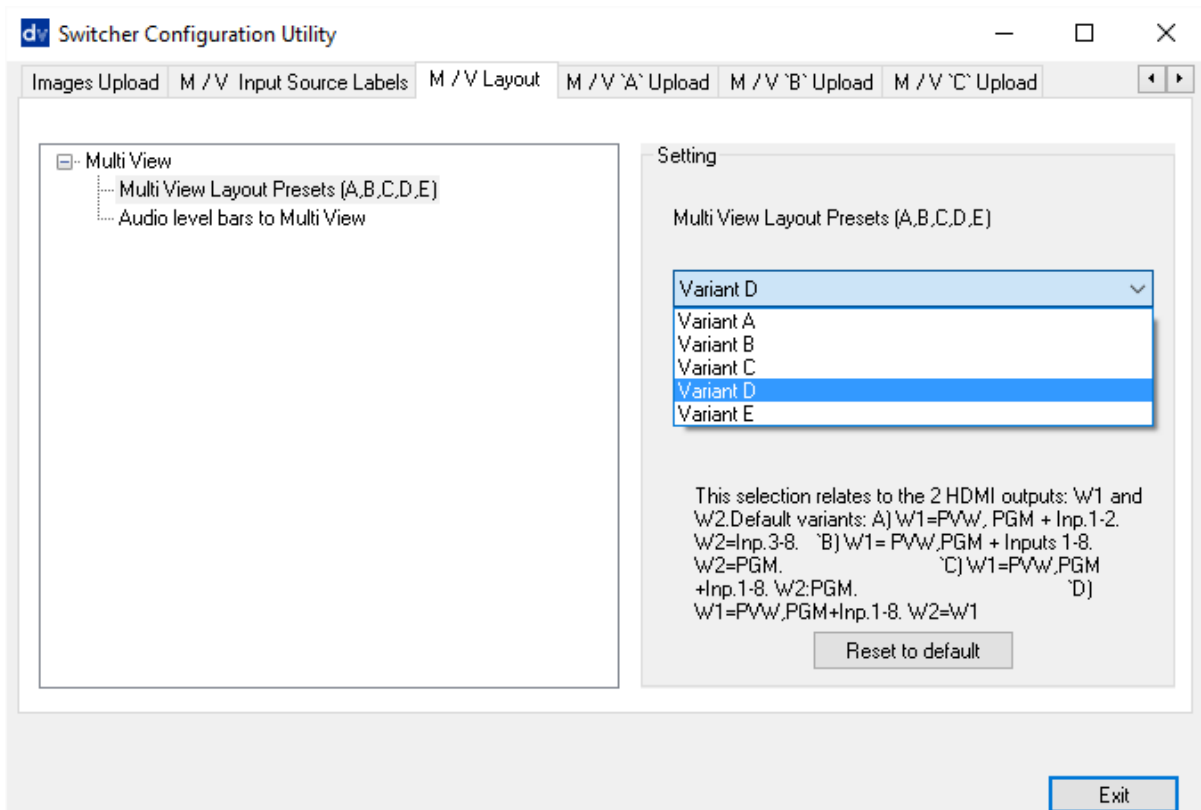 dv Switcher Configuration Utility
Images Upload M / V Input Source Labels M / V Layout M / V `A` Upload M / V `B` Upload M / V `C` Upload
Multi View
Multi View Layout Presets (A,B,C,D,E)
Audio level bars to Multi View
Setting
Multi View Layout Presets (A,B,C,D,E)
Variant D
Variant A
Variant B
Variant C
Variant D
Variant E
This selection relates to the 2 HDMI outputs: W1 and
W2.Default variants: A) W1=PVW, PGM + Inp.1-2.
W2=Inp.3-8. `B) W1= PVW,PGM + Inputs 1-8.
W2=PGM. `C) W1=PVW,PGM
+Inp.1-8. W2:PGM. `D)
W1=PVW,PGM+Inp.1-8. W2=W1
Reset to default
Exit